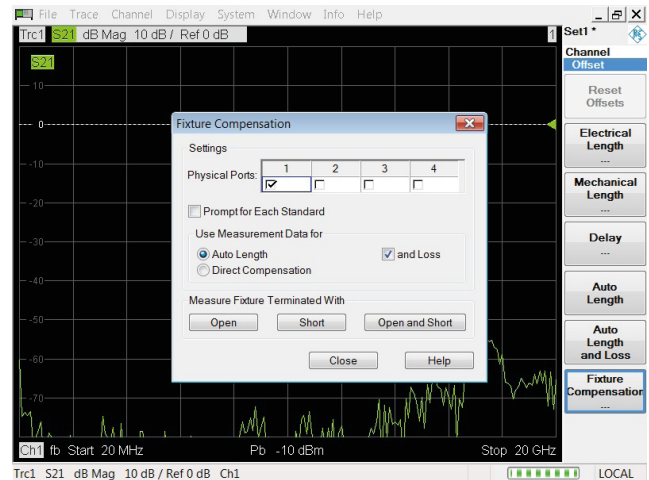 File Trace Channel Display System Window Info Help
Trc1 S21 dB Mag 10 dB / Ref 0 dB 1
Set1 *
S21
Channel
Offset
10
0
-10
-20
-30
-40
-50
-60
-70
Fixture Compensation
Settings
Physical Ports: 1 2 3 4
Prompt for Each Standard
Use Measurement Data for
Auto Length and Loss
Direct Compensation
Measure Fixture Terminated With
Open Short Open and Short
Close Help
Reset
Offsets
Electrical
Length
...
Mechanical
Length
...
Delay
...
Auto
Length
Auto
Length
and Loss
Fixture
Compensation
...
Ch1 fb Start 20 MHz Pb -10 dBm Stop 20 GHz
Trc1 S21 dB Mag 10 dB / Ref 0 dB Ch1 LOCAL